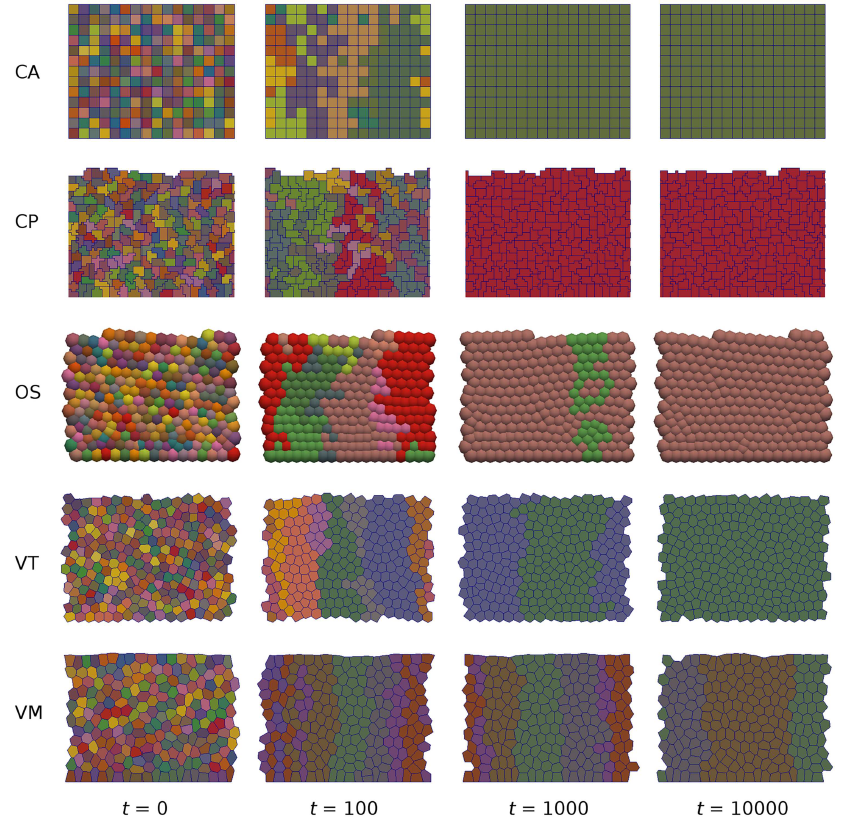 CA
CP
OS
VT
VM
t = 0 t = 100 t = 1000 t = 10000